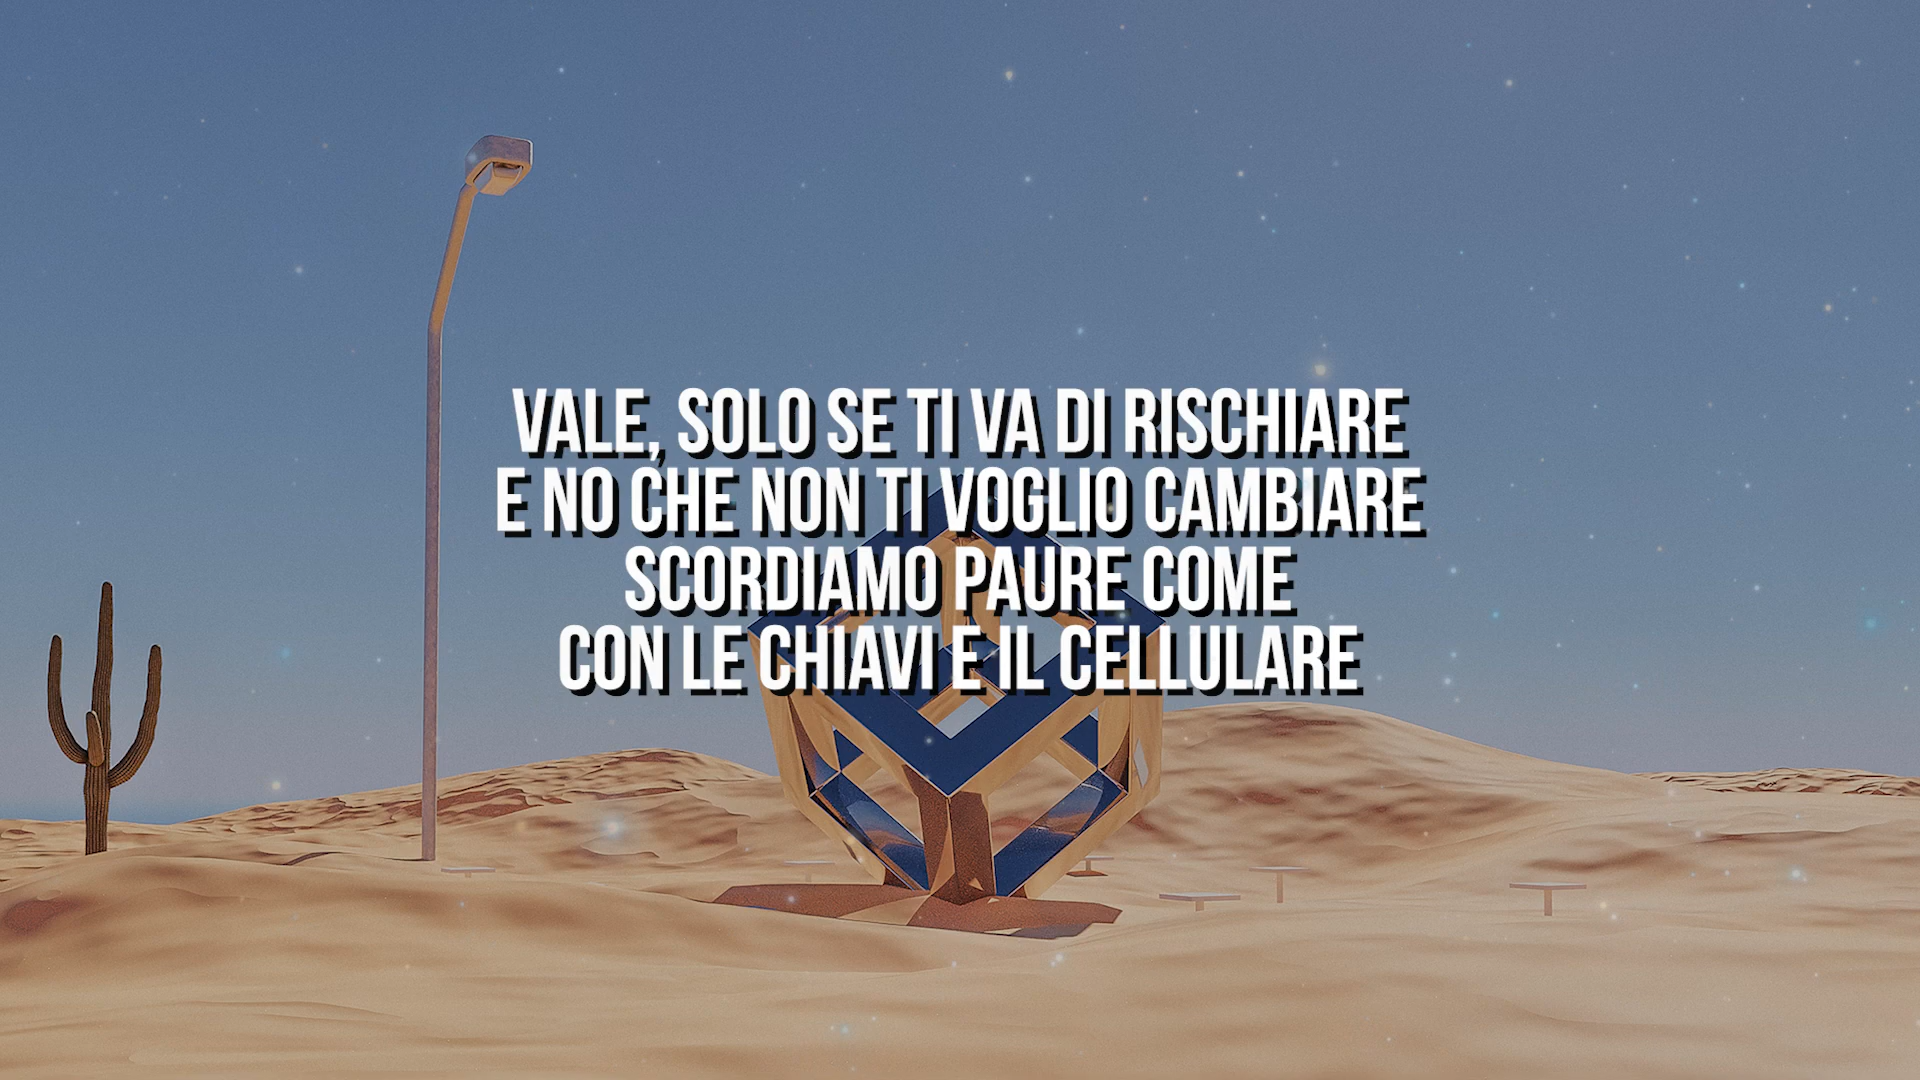 VALE, SOLO SE TI VA DI RISCHIARE
E NO CHE NON TI VOGLIO CAMBIARE
SCORDIAMO PAURE COME
CON LE CHIAVI E IL CELLULARE